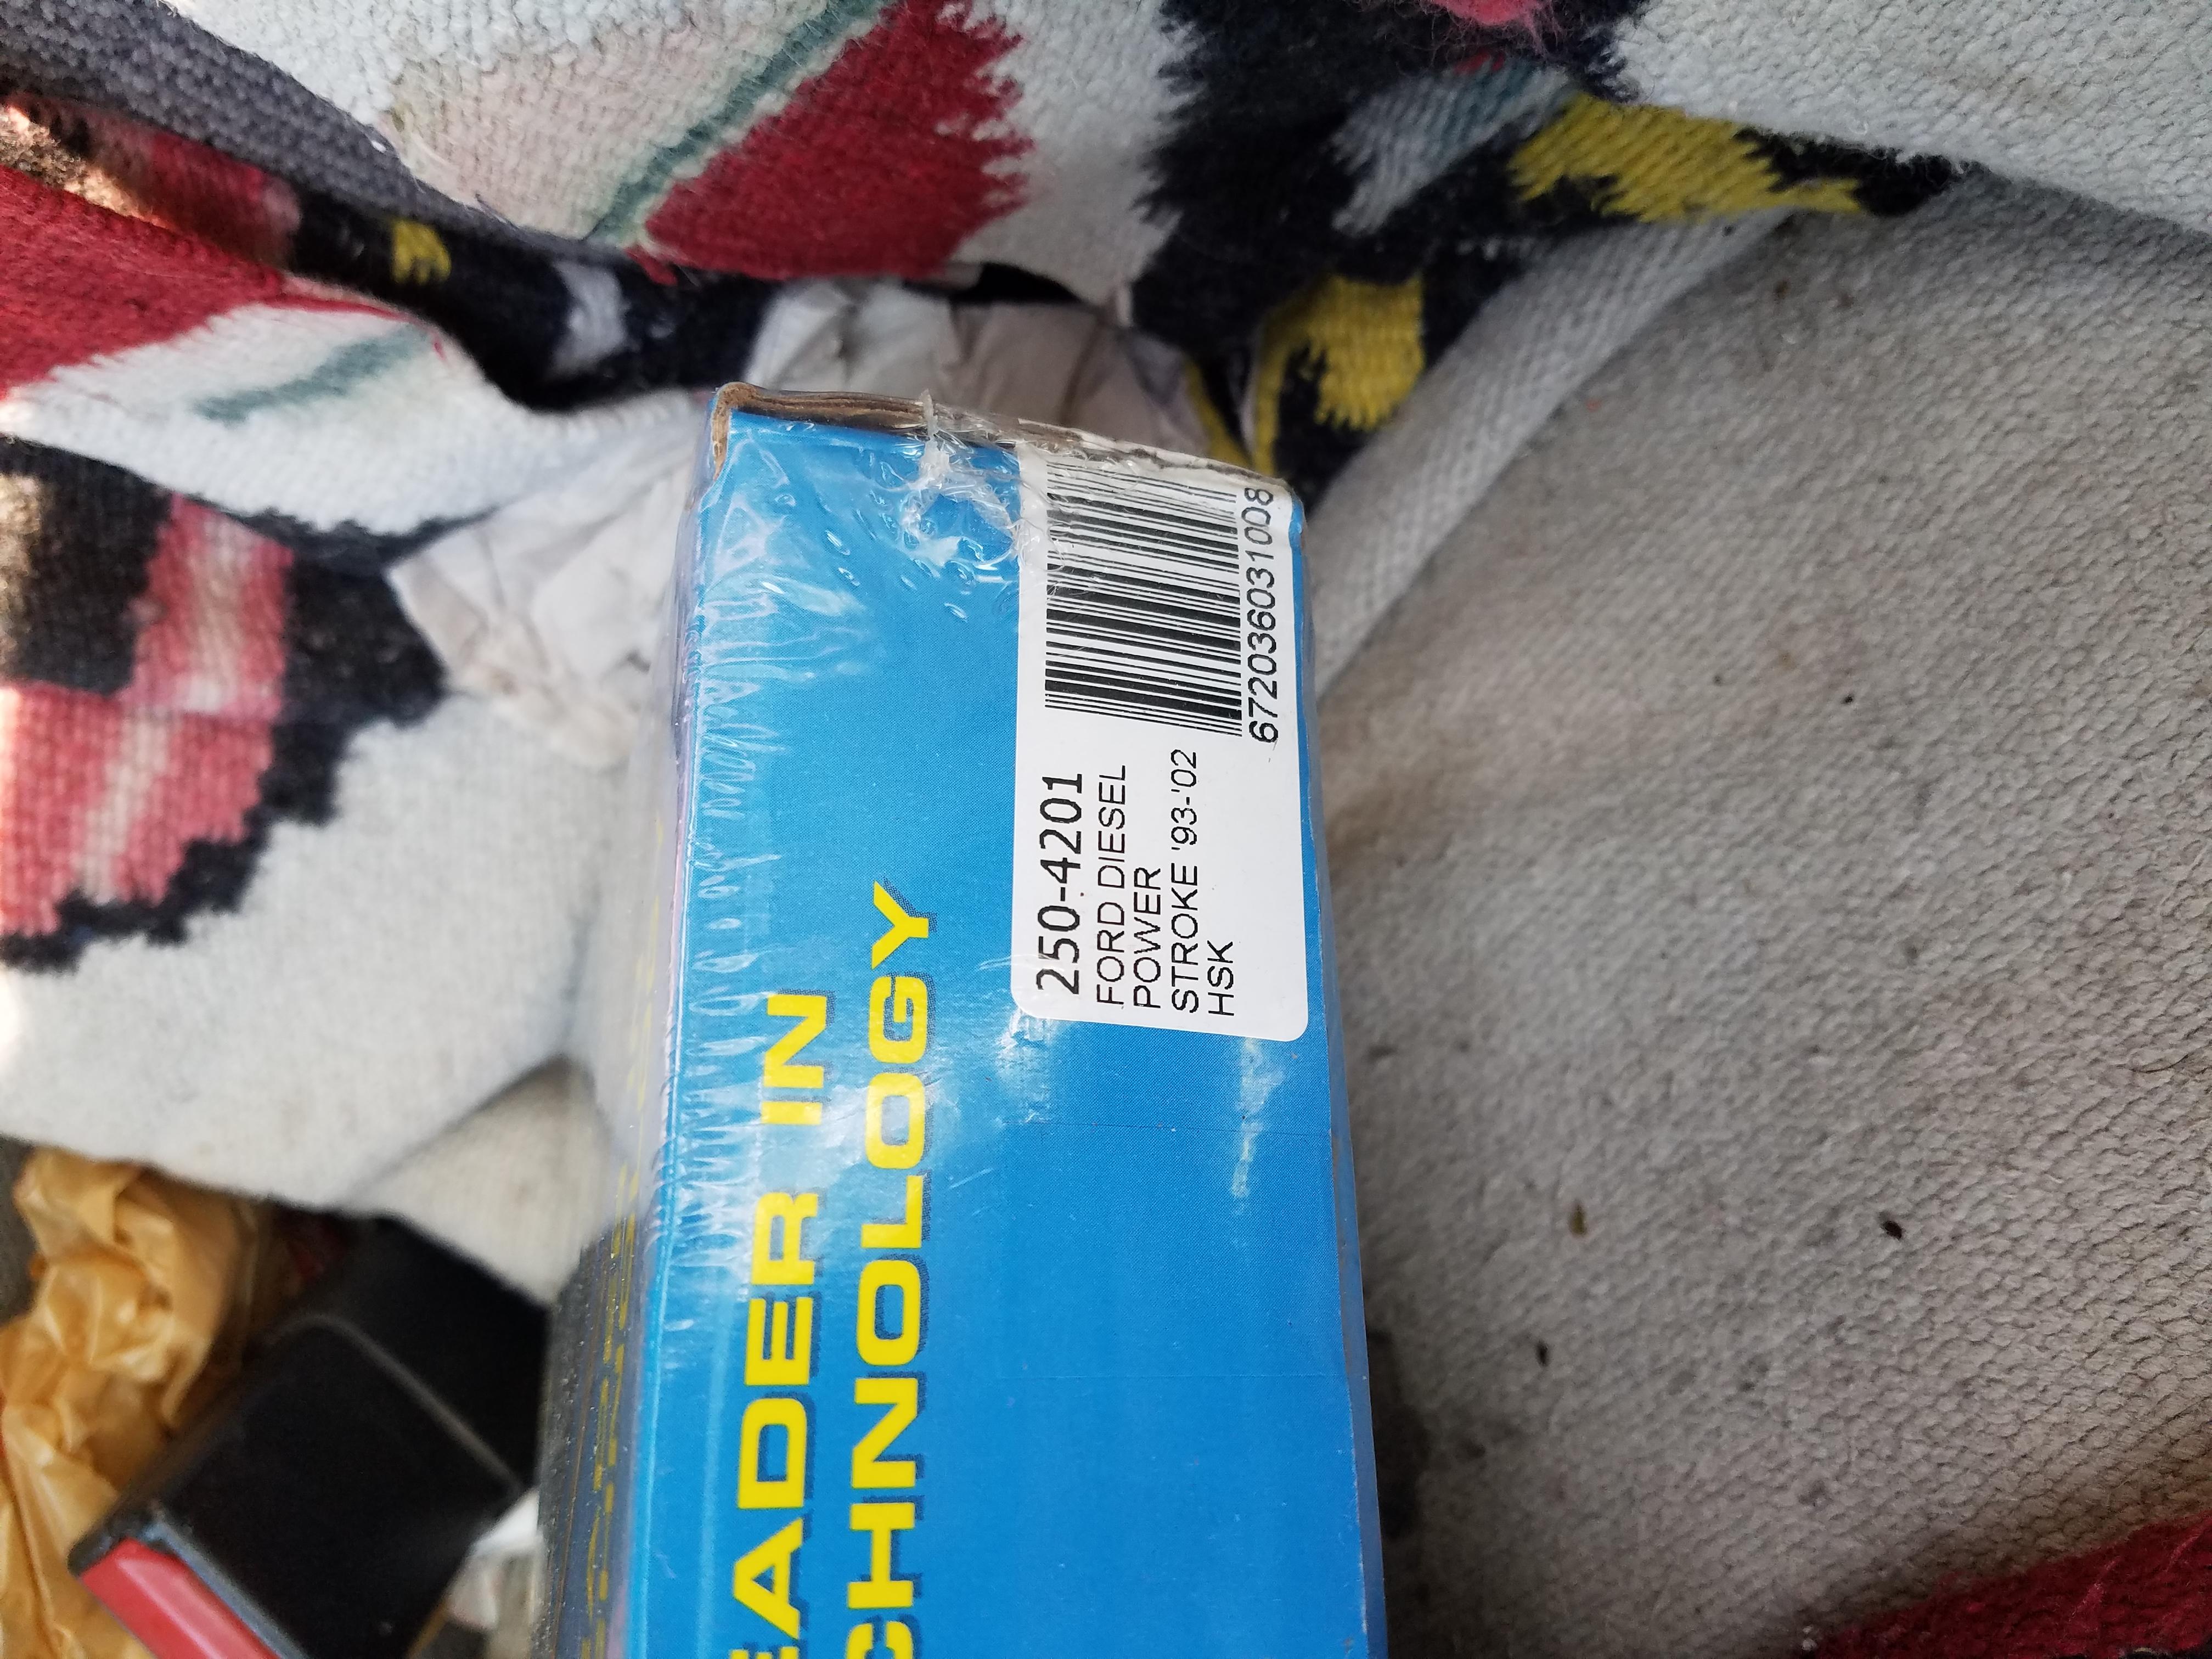 672036031008
250-4201
FORD DIESEL
POWER
STROKE '93-'02
HSK
EADER IN
CHNOLOGY